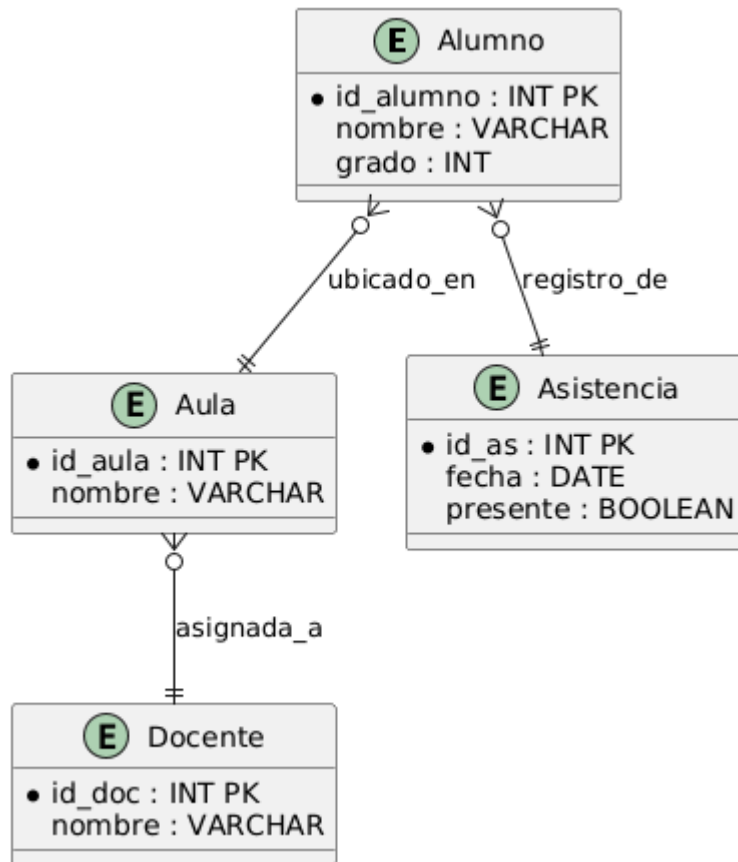 E Alumno
id_alumno : INT PK
nombre : VARCHAR
grado : INT
ubicado_en
registro_de
E Aula
id_aula : INT PK
nombre : VARCHAR
E Asistencia
id_as : INT PK
fecha : DATE
presente : BOOLEAN
asignada_a
E Docente
id_doc : INT PK
nombre : VARCHAR